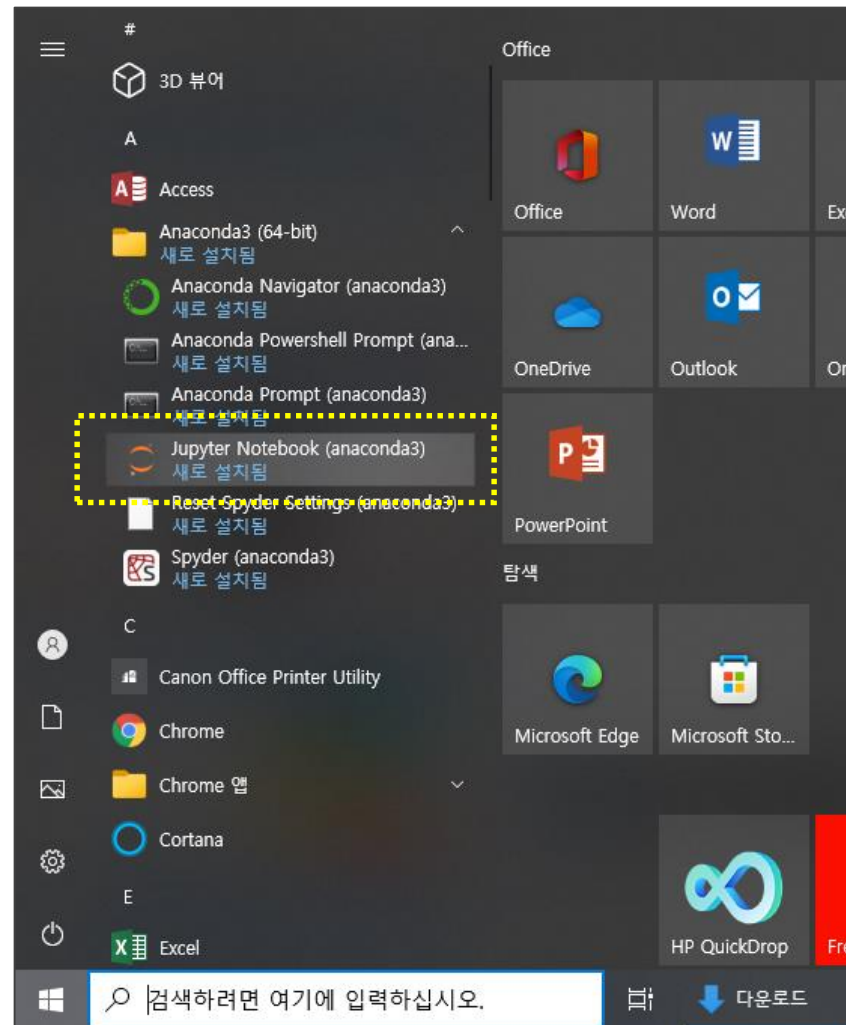 #
3D 뷰어
A
Access
Anaconda3 (64-bit)
새로 설치됨
Anaconda Navigator (anaconda3)
새로 설치됨
Anaconda Powershell Prompt (ana...
새로 설치됨
Anaconda Prompt (anaconda3)
새로 설치됨
Jupyter Notebook (anaconda3)
새로 설치됨
Reset Spyder Settings (anaconda3)
새로 설치됨
Spyder (anaconda3)
새로 설치됨
C
Canon Office Printer Utility
Chrome
Chrome 앱
Cortana
E
Excel
Office
Office
Word
Ex
OneDrive
Outlook
On
PowerPoint
탐색
Microsoft Edge
Microsoft Sto...
HP QuickDrop
Fre
검색하려면 여기에 입력하십시오.
다운로드